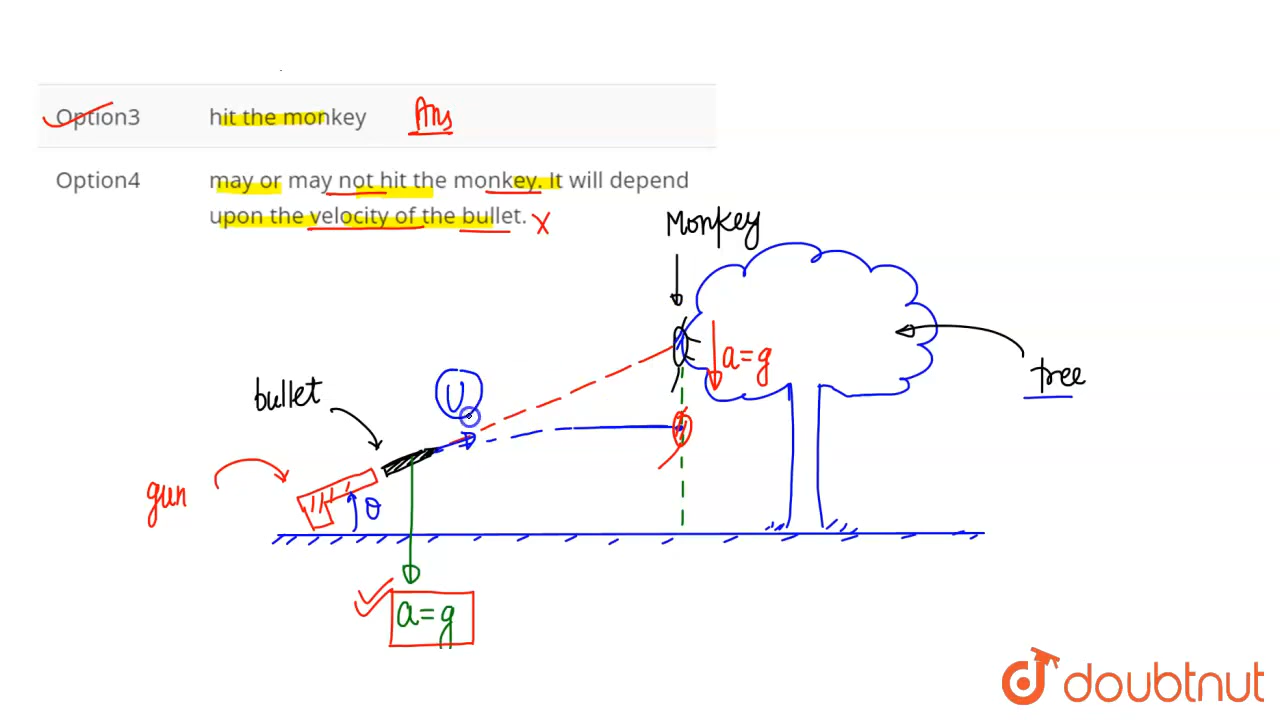 Option3 hit the monkey Ans
Option4 may or may not hit the monkey. It will depend
upon the velocity of the bullet. X
Monkey
a=g
tree
bullet
U
gun
θ
a=g
doubtnut